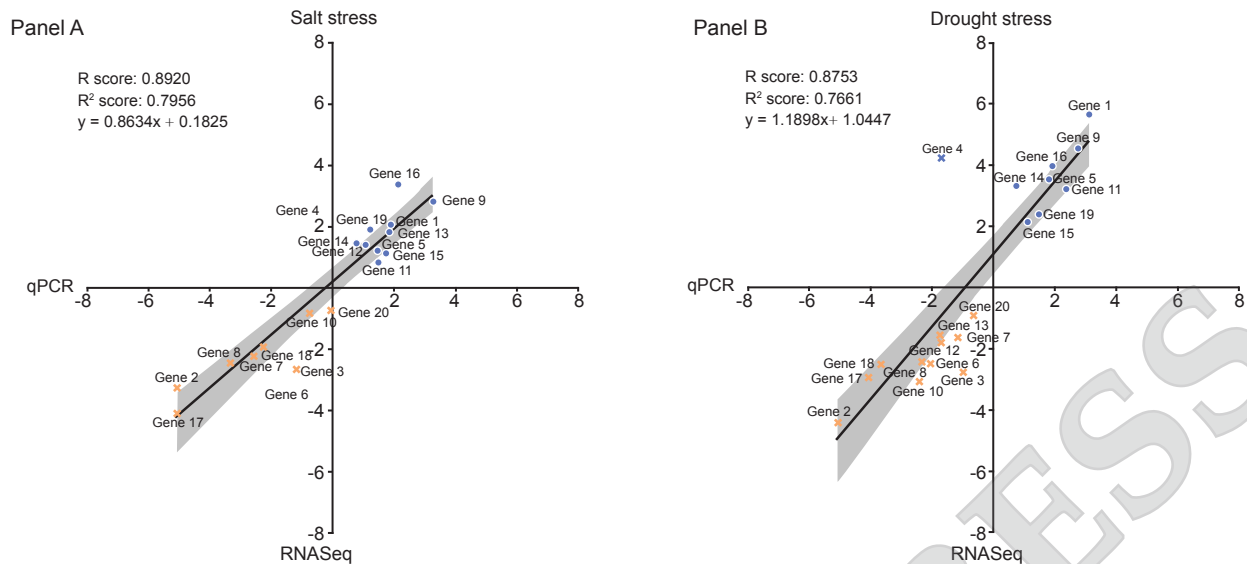 Panel A
Salt stress
R score: 0.8920
R² score: 0.7956
y = 0.8634x + 0.1825
8
6
4
2
-2
-4
-6
-8
qPCR
-8 -6 -4 -2 0 2 4 6 8
Gene 16
Gene 9
Gene 4
Gene 19
Gene 1
Gene 13
Gene 14
Gene 12
Gene 5
Gene 15
Gene 11
Gene 10
Gene 20
Gene 8
Gene 18
Gene 7
Gene 3
Gene 2
Gene 6
Gene 17
RNASeq
Panel B
Drought stress
R score: 0.8753
R² score: 0.7661
y = 1.1898x+ 1.0447
8
6
4
2
-2
-4
-6
-8
qPCR
-8 -6 -4 -2 0 2 4 6 8
Gene 1
Gene 9
Gene 4
Gene 16
Gene 14
Gene 5
Gene 11
Gene 19
Gene 15
Gene 20
Gene 13
Gene 7
Gene 12
Gene 18
Gene 6
Gene 8
Gene 17
Gene 3
Gene 10
Gene 2
RNASeq
RESS